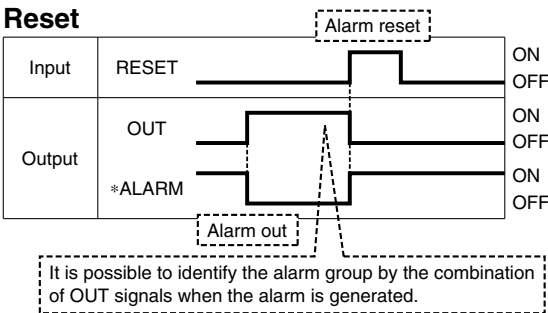 Reset
Alarm reset
Input RESET ON
OFF
Output OUT ON
OFF
*ALARM ON
OFF
Alarm out
It is possible to identify the alarm group by the combination
of OUT signals when the alarm is generated.